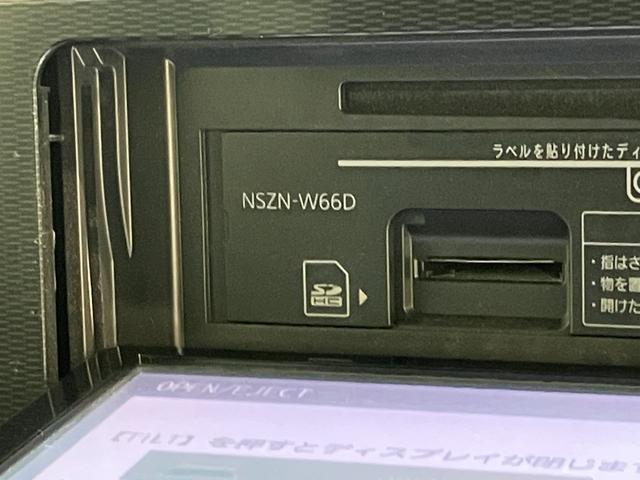 ラベルを貼り付けたディ
NSZN-W66D
SD
HC
・指はさ
・物を置
・開けた
OPEN/EJECT
【TILT】を押すとディスプレイが閉じま